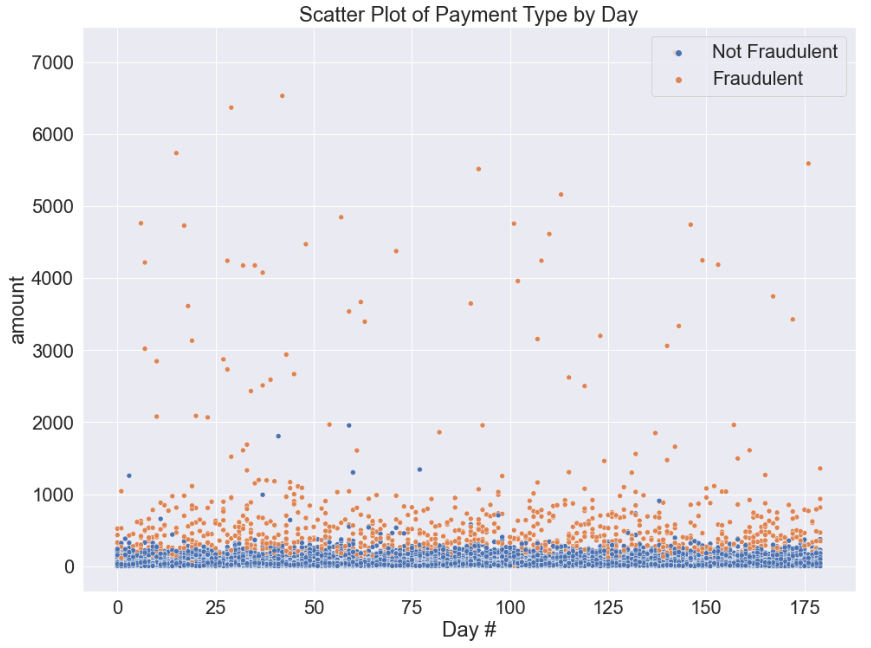 Scatter Plot of Payment Type by Day
Not Fraudulent
Fraudulent
7000
6000
5000
4000
3000
2000
1000
0
amount
0 25 50 75 100 125 150 175
Day #